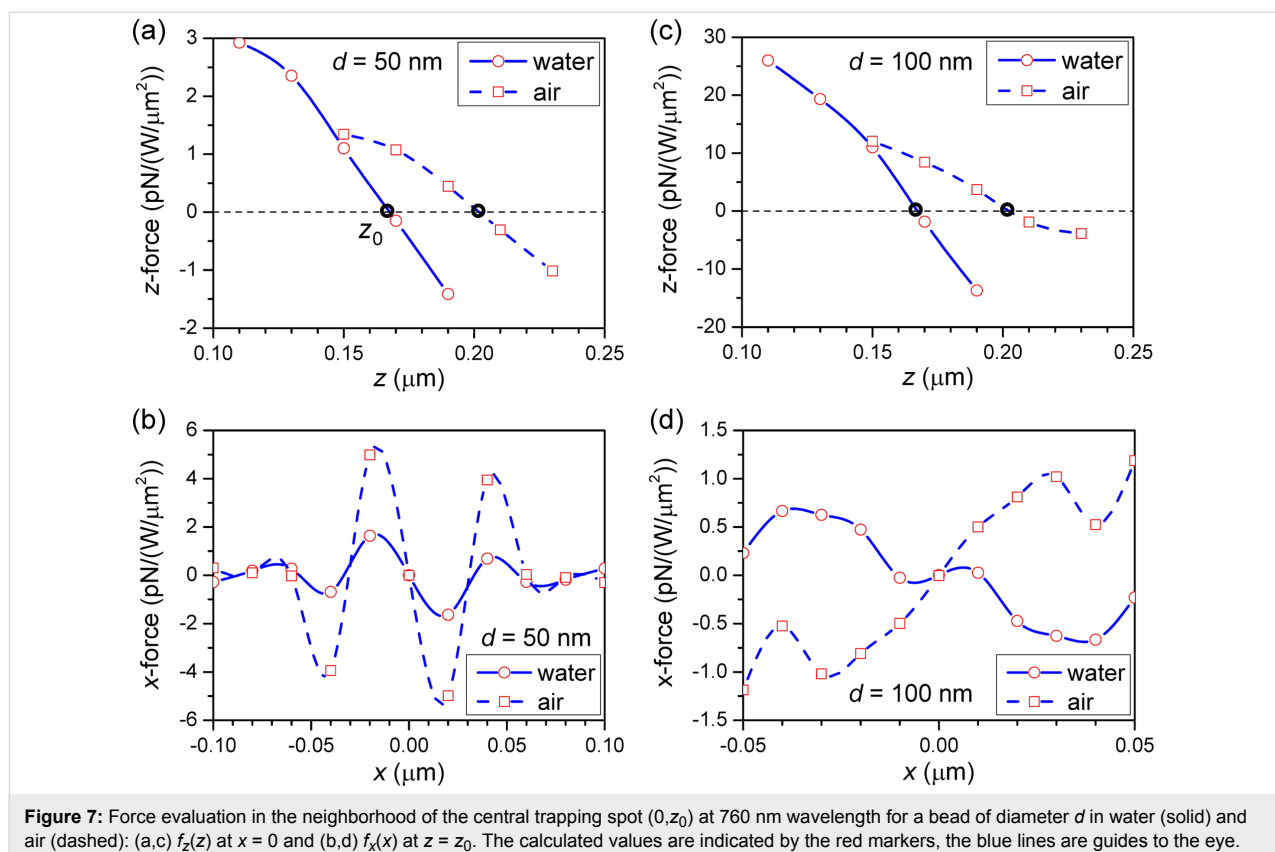 (a)
3
2
1
0
-1
-2
z-force (pN/(W/μm²))
d = 50 nm
water
air
z₀
0.10
0.15
0.20
0.25
z (μm)
(c)
30
20
10
0
-10
-20
z-force (pN/(W/μm²))
d = 100 nm
water
air
0.10
0.15
0.20
0.25
z (μm)
(b)
6
4
2
0
-2
-4
-6
x-force (pN/(W/μm²))
d = 50 nm
water
air
-0.10
-0.05
0.00
0.05
0.10
x (μm)
(d)
1.5
1.0
0.5
0.0
-0.5
-1.0
-1.5
x-force (pN/(W/μm²))
water
air
d = 100 nm
-0.05
0.00
0.05
x (μm)
Figure 7: Force evaluation in the neighborhood of the central trapping spot (0,z₀) at 760 nm wavelength for a bead of diameter d in water (solid) and
air (dashed): (a,c) fz(z) at x = 0 and (b,d) fx(x) at z = z₀. The calculated values are indicated by the red markers, the blue lines are guides to the eye.